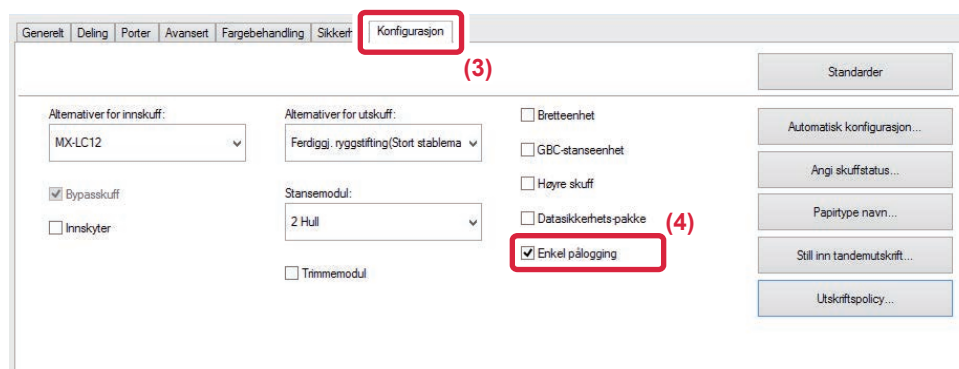 Generelt Deling Porter Avansert Fargebehandling Sikkerh Konfigurasjon
(3)
Standarder
Alternativer for innskuff:
MX-LC12
Bypasskuff
Innskyter
Alternativer for utskuff:
Ferdiggj. ryggstifting(Stort stablema
Stansemodul:
2 Hull
Trimmemodul
Bretteenhet
GBC-stanseenhet
Høyre skuff
Datasikkerhets-pakke
(4)
Enkel pålogging
Automatisk konfigurasjon...
Angi skuffstatus...
Papirtype navn...
Still inn tandemutskrift...
Utskriftspolicy...